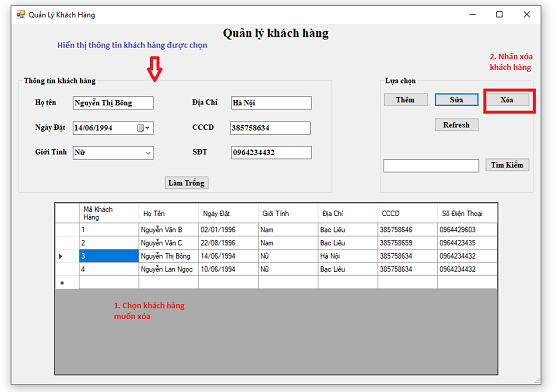 Quản Lý Khách Hàng
Quản lý khách hàng
Hiển thị thông tin khách hàng được chọn
2. Nhấn xóa
khách hàng
Thông tin khách hàng
Lựa chọn
Họ tên Nguyễn Thị Bông Địa Chỉ Hà Nội
Thêm Sửa Xóa
Ngày Đặt 14/06/1994 CCCD 385758634
Refresh
Giới Tính Nữ SĐT 0964234432
Tìm Kiếm
Làm Trống
Mã Khách Hàng Họ Tên Ngày Đặt Giới Tính Địa Chỉ CCCD Số Điện Thoại
1 Nguyễn Văn B 02/01/1996 Nam Bạc Liêu 385758646 0964429603
2 Nguyễn Văn C 22/08/1996 Nam Bạc Liêu 385758659 0964423435
3 Nguyễn Thị Bông 14/06/1994 Nữ Hà Nội 385758634 0964234432
4 Nguyễn Lan Ngọc 10/06/1994 Nữ Bạc Liêu 385758634 0964234432
1. Chọn khách hàng
muốn xóa